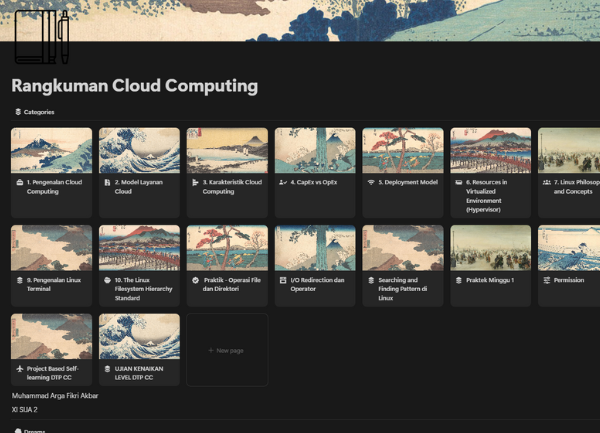 Rangkuman Cloud Computing
Categories
1. Pengenalan Cloud
Computing
2. Model Layanan
Cloud
3. Karakteristik Cloud
Computing
4. CapEx vs OpEx
5. Deployment Model
6. Resources in
Virtualized
Environment
(Hypervisor)
7. Linux Philosop
and Concepts
9. Pengenalan Linux
Terminal
10. The Linux
Filesystem Hierarchy
Standard
Praktik - Operasi File
dan Direktori
I/O Redirection dan
Operator
Searching and
Finding Pattern di
Linux
Praktek Minggu 1
Permission
Project Based Self-
learning DTP CC
UJIAN KENAIKAN
LEVEL DTP CC
+ New page
Muhammad Arga Fikri Akbar
XI SIJA 2